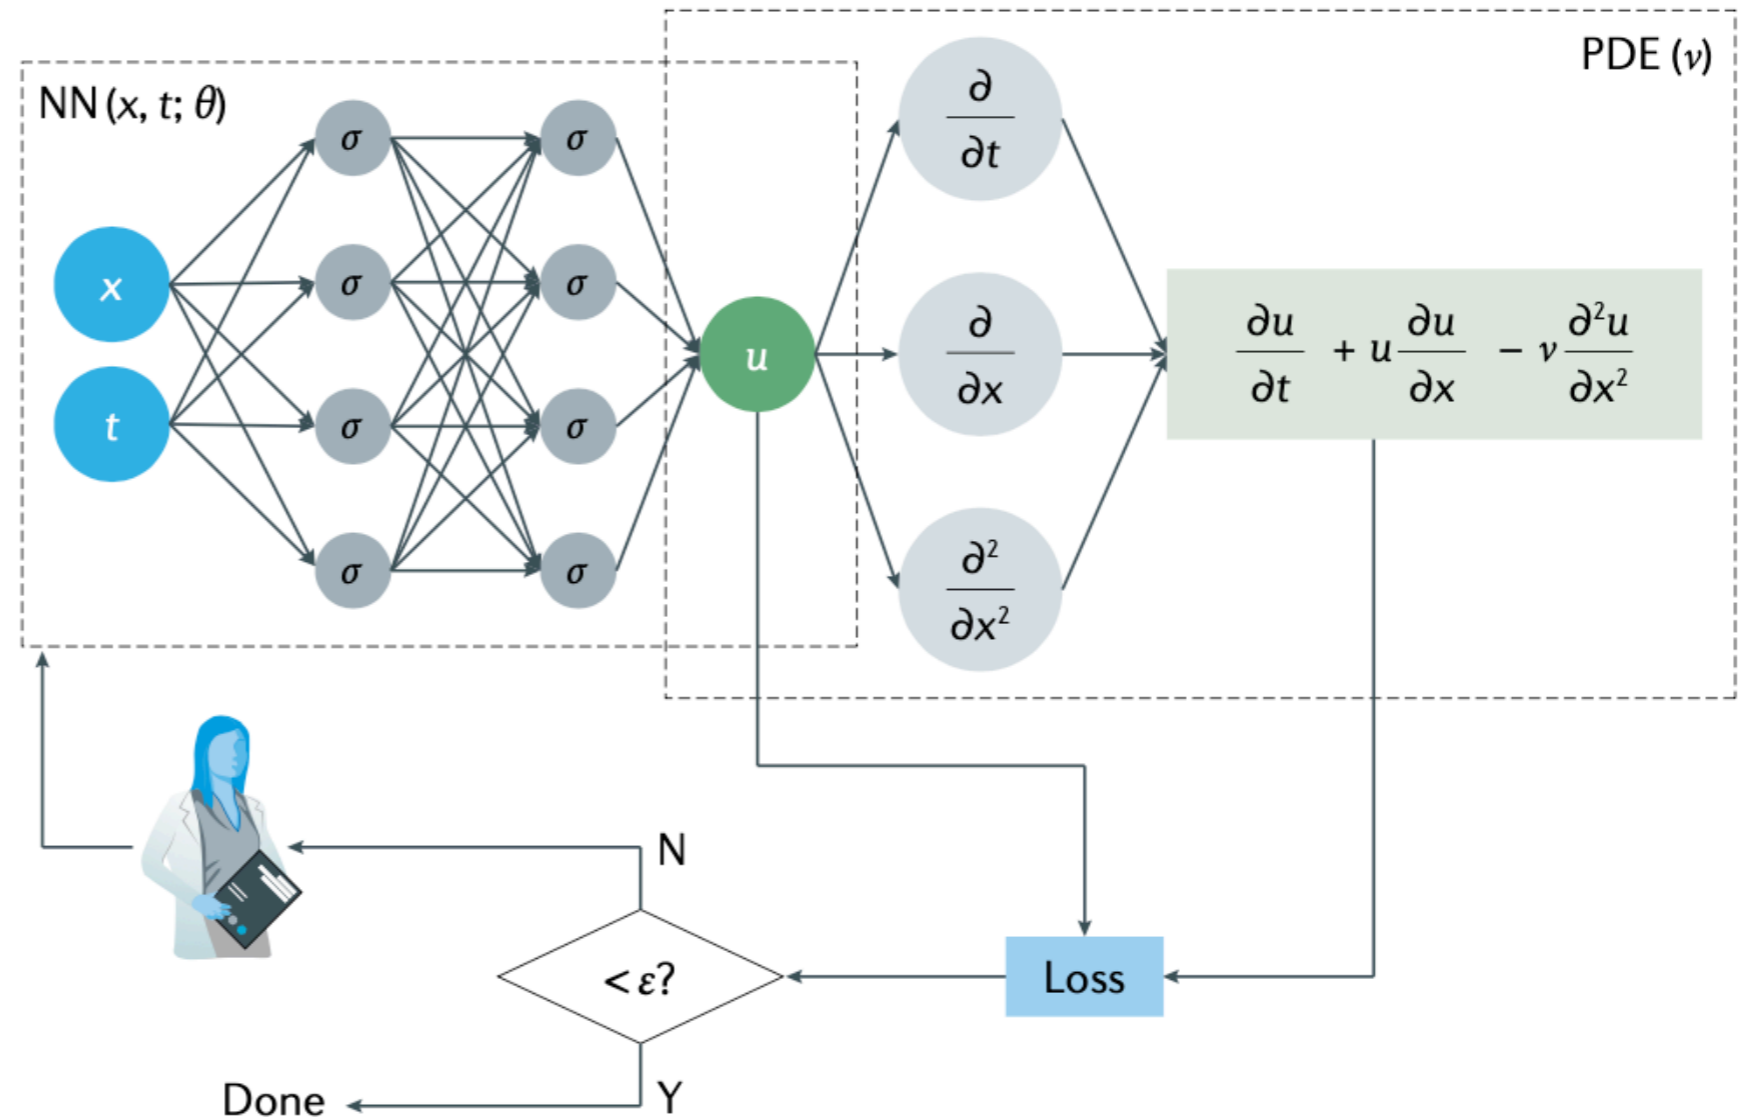 NN (x, t; θ)
PDE (ν)
x
t
σ
σ
σ
σ
σ
σ
σ
σ
u
∂/∂t
∂/∂x
∂²/∂x²
∂u/∂t + u ∂u/∂x − ν ∂²u/∂x²
N
< ε?
Loss
Y
Done